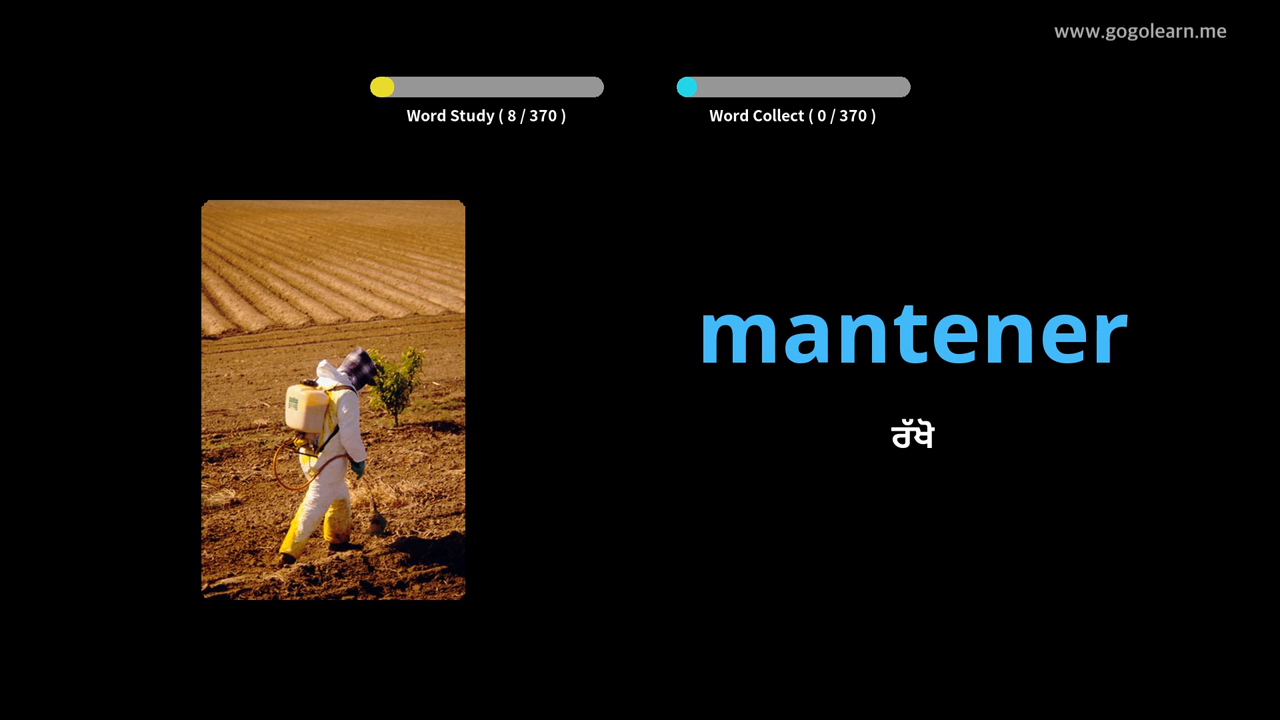 www.gogolearn.me
Word Study ( 8 / 370 )
Word Collect ( 0 / 370 )
mantener
ਰੱਖੋ